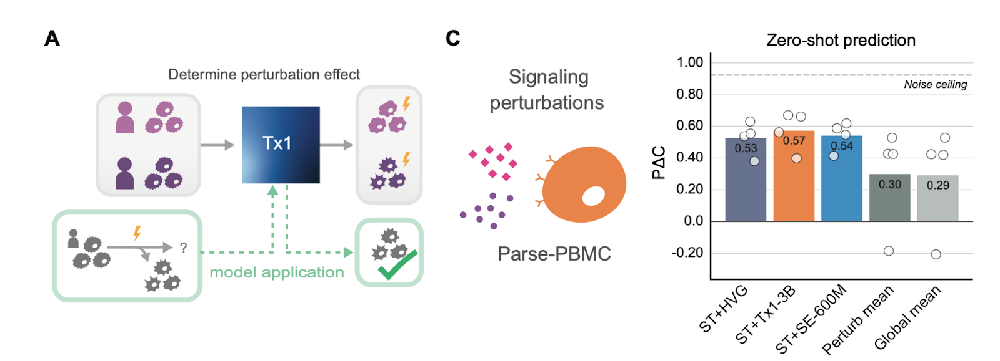 A
Determine perturbation effect
Tx1
?
model application
C
Signaling
perturbations
Parse-PBMC
Zero-shot prediction
PΔC
1.00
0.80
0.60
0.40
0.20
0.0
-0.20
Noise ceiling
0.53
0.57
0.54
0.30
0.29
ST+HVG
ST+Tx1-3B
ST+SE-600M
Perturb mean
Global mean